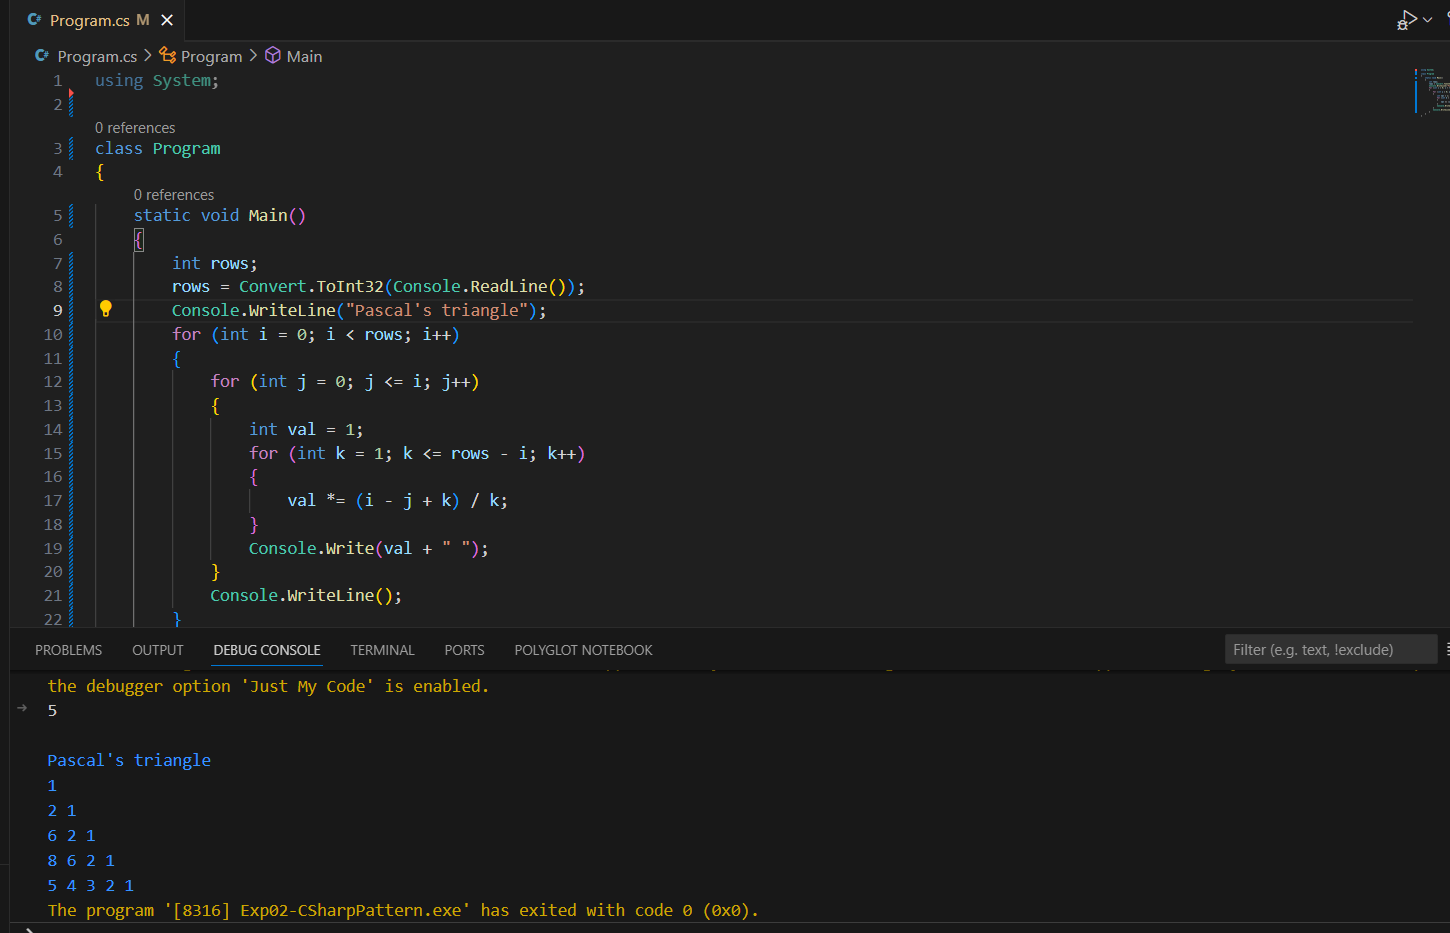 Program.cs M
Program.cs > Program > Main
1 using System;
2
0 references
3 class Program
4 {
0 references
5 static void Main()
6 {
7 int rows;
8 rows = Convert.ToInt32(Console.ReadLine());
9 Console.WriteLine("Pascal's triangle");
10 for (int i = 0; i < rows; i++)
11 {
12 for (int j = 0; j <= i; j++)
13 {
14 int val = 1;
15 for (int k = 1; k <= rows - i; k++)
16 {
17 val *= (i - j + k) / k;
18 }
19 Console.Write(val + " ");
20 }
21 Console.WriteLine();
22 }
PROBLEMS OUTPUT DEBUG CONSOLE TERMINAL PORTS POLYGLOT NOTEBOOK Filter (e.g. text, !exclude)
the debugger option 'Just My Code' is enabled.
5
Pascal's triangle
1
2 1
6 2 1
8 6 2 1
5 4 3 2 1
The program '[8316] Exp02-CSharpPattern.exe' has exited with code 0 (0x0).